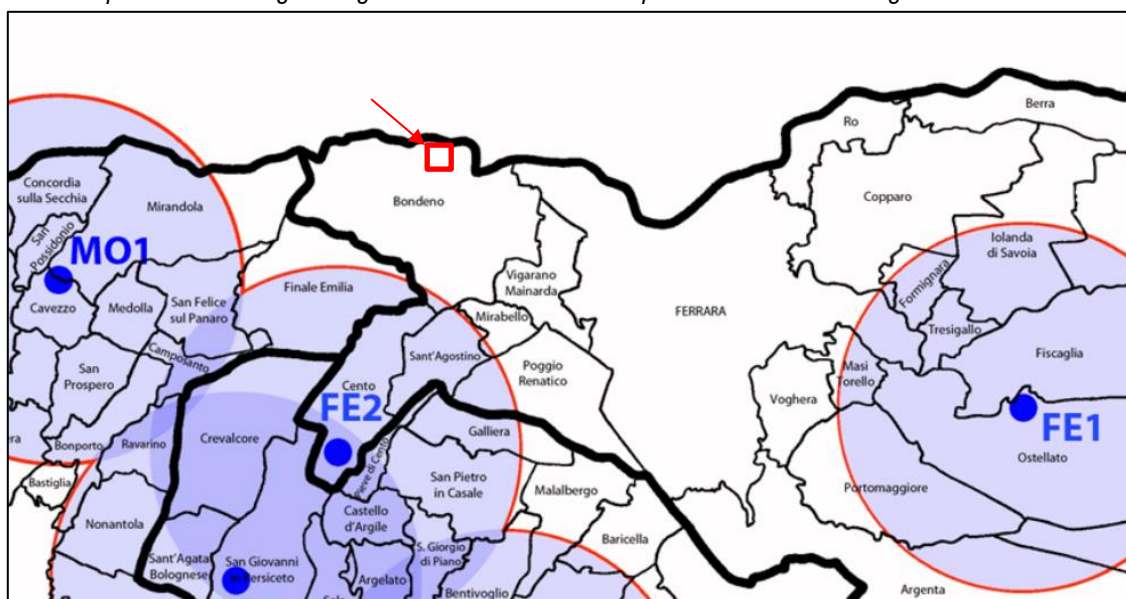 Berra
Ro
Concordia
sulla Secchia
Mirandola
Bondeno
Copparo
San
Possidonio
MO1
Iolanda
di Savoia
Vigarano
Mainarda
Formignara
Finale Emilia
Cavezzo
Medolla
San Felice
sul Panaro
Mirabello
FERRARA
Tresigallo
Camposanto
Sant'Agostino
Fiscaglia
San
Prospero
Poggio
Renatico
Masi
Torello
Cento
FE2
Voghera
FE1
Bonporto
Ravarino
Crevalcore
Galliera
Ostellato
Pieve di Cento
Bastiglia
San Pietro
in Casale
Malalbergo
Portomaggiore
Nonantola
Castello
d'Argile
Baricella
Sant'Agata
Bolognese
San Giovanni
in Persiceto
S. Giorgio
di Piano
Argelato
Bentivoglio
Argenta